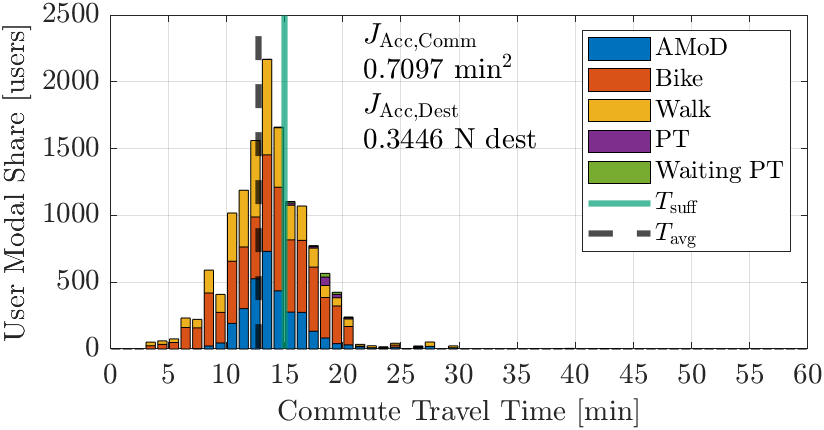 2500
2000
1500
1000
500
0
User Modal Share [users]
J_Acc,Comm
0.7097 min²
J_Acc,Dest
0.3446 N dest
AMoD
Bike
Walk
PT
Waiting PT
T_suff
T_avg
0 5 10 15 20 25 30 35 40 45 50 55 60
Commute Travel Time [min]